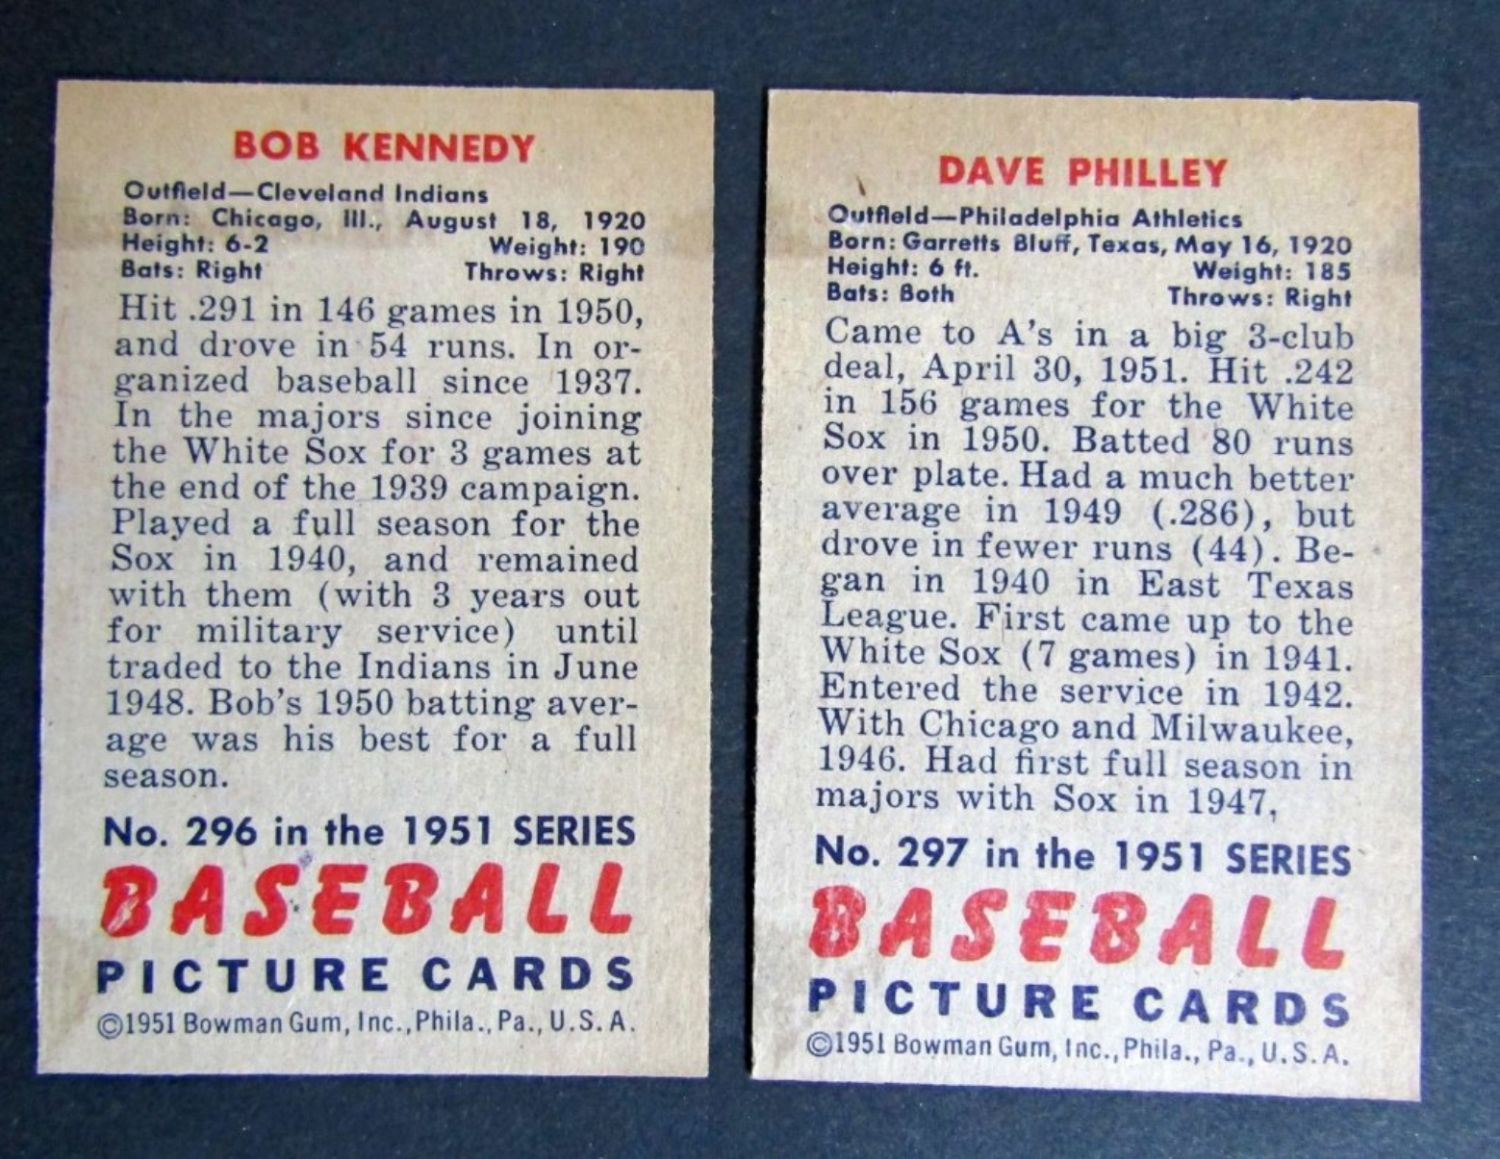 BOB KENNEDY
Outfield—Cleveland Indians
Born: Chicago, Ill., August 18, 1920
Height: 6-2 Weight: 190
Bats: Right Throws: Right
Hit .291 in 146 games in 1950,
and drove in 54 runs. In or-
ganized baseball since 1937.
In the majors since joining
the White Sox for 3 games at
the end of the 1939 campaign.
Played a full season for the
Sox in 1940, and remained
with them (with 3 years out
for military service) until
traded to the Indians in June
1948. Bob's 1950 batting aver-
age was his best for a full
season.
No. 296 in the 1951 SERIES
BASEBALL
PICTURE CARDS
©1951 Bowman Gum, Inc., Phila., Pa., U.S.A.
DAVE PHILLEY
Outfield—Philadelphia Athletics
Born: Garretts Bluff, Texas, May 16, 1920
Height: 6 ft. Weight: 185
Bats: Both Throws: Right
Came to A's in a big 3-club
deal, April 30, 1951. Hit .242
in 156 games for the White
Sox in 1950. Batted 80 runs
over plate. Had a much better
average in 1949 (.286), but
drove in fewer runs (44). Be-
gan in 1940 in East Texas
League. First came up to the
White Sox (7 games) in 1941.
Entered the service in 1942.
With Chicago and Milwaukee,
1946. Had first full season in
majors with Sox in 1947,
No. 297 in the 1951 SERIES
BASEBALL
PICTURE CARDS
©1951 Bowman Gum, Inc., Phila., Pa., U.S.A.